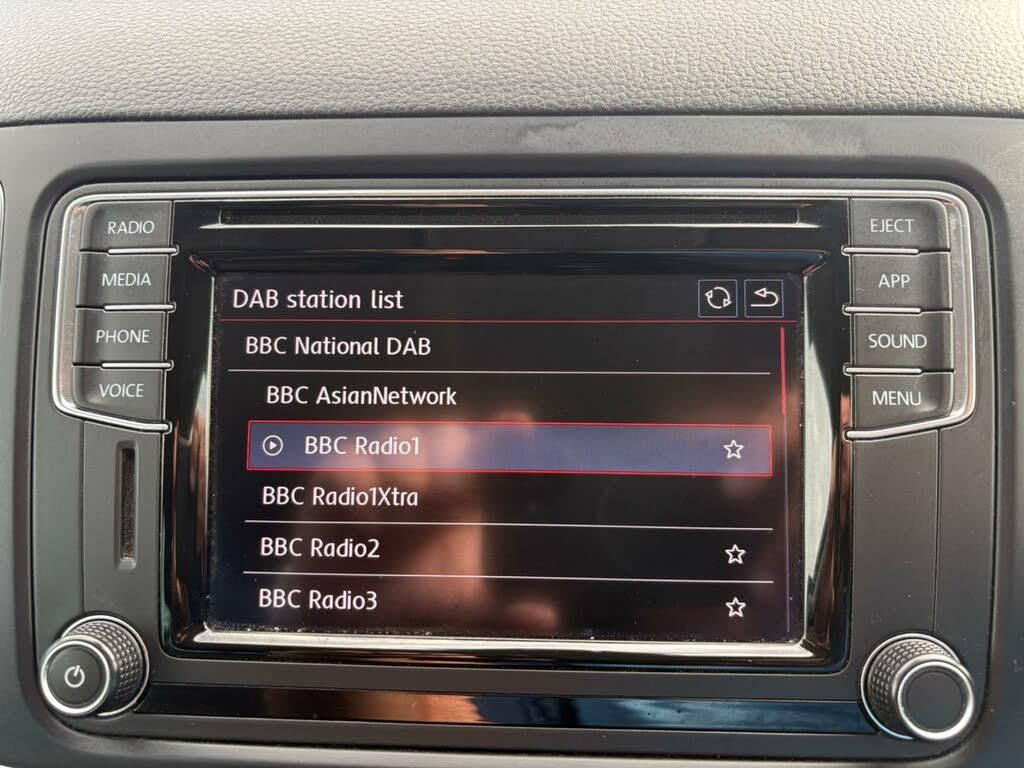 RADIO
MEDIA
PHONE
VOICE
EJECT
APP
SOUND
MENU
DAB station list
BBC National DAB
BBC AsianNetwork
BBC Radio1
BBC Radio1Xtra
BBC Radio2
BBC Radio3